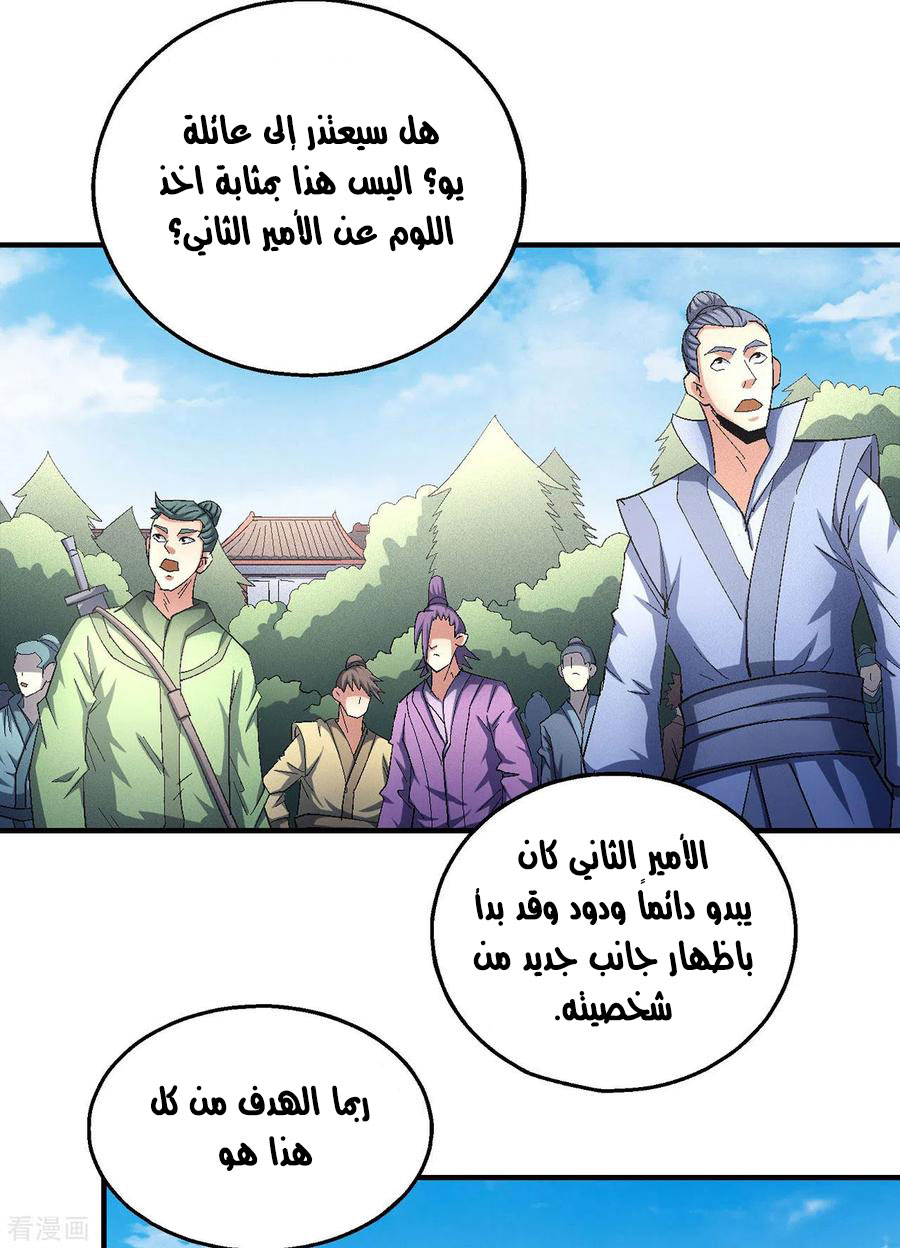 هل سيعتذر إلى عائلة
يو؟ اليس هذا بمثابة اخذ
اللوم عن الأمير الثاني؟
الأمير الثاني كان
يبدو دائماً ودود وقد بدأ
باظهار جانب جديد من
شخصيته.
ربما الهدف من كل
هذا هو
看漫画